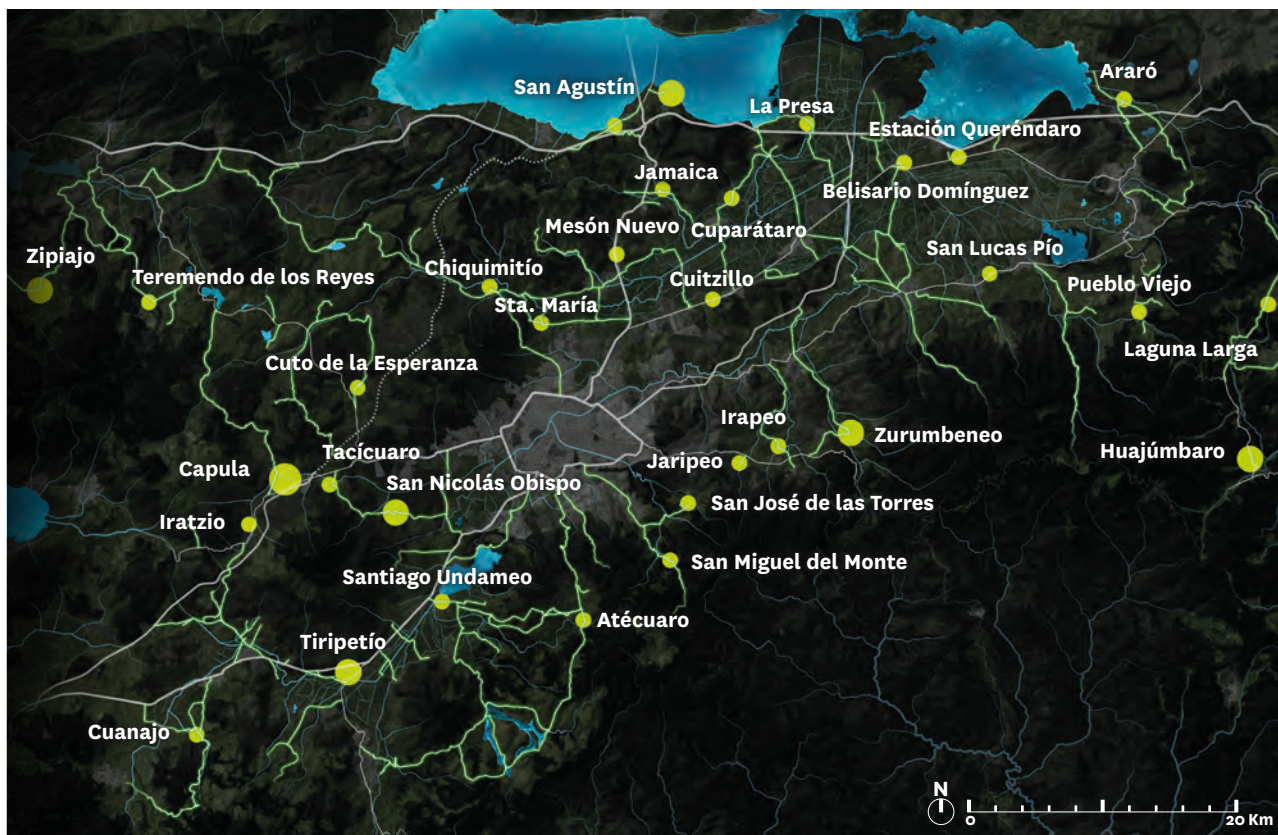 San Agustín
Araró
La Presa
Estación Queréndaro
Jamaica
Belisario Domínguez
Mesón Nuevo
Cuparátaro
San Lucas Pío
Zipiajo
Teremendo de los Reyes
Chiquimitío
Cuitzillo
Pueblo Viejo
Sta. María
Laguna Larga
Cuto de la Esperanza
Irapeo
Zurumbeneo
Tacícuaro
Jaripeo
Huajúmbaro
Capula
San Nicolás Obispo
San José de las Torres
Iratzio
San Miguel del Monte
Santiago Undameo
Atécuaro
Tiripetío
Cuanajo
N
0
20 Km